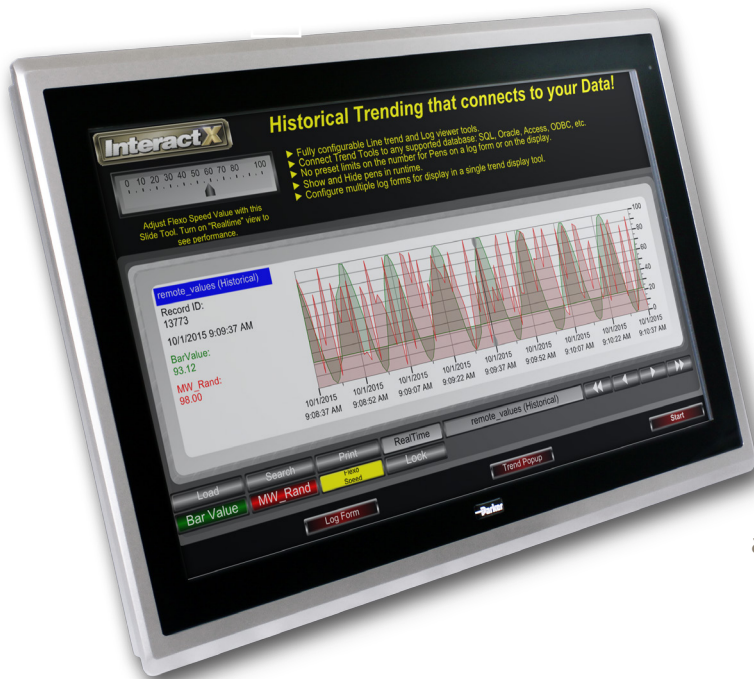 Historical Trending that connects to your Data!
InteractX
► Fully configurable Line trend and Log viewer tools.
► Connect Trend Tools to any supported database: SQL, Oracle, Access, ODBC, etc.
► No preset limits on the number for Pens on a log form or on the display.
► Show and Hide pens in runtime.
► Configure multiple log forms for display in a single trend display tool.
0 10 20 30 40 50 60 70 80 100
Adjust Flexo Speed Value with this
Slide Tool. Turn on "Realtime" view to
see performance.
remote_values (Historical)
Record ID:
13773
10/1/2015 9:09:37 AM
BarValue:
93.12
MW_Rand:
98.00
100
80
60
40
20
0
10/1/2015 10/1/2015 10/1/2015 10/1/2015 10/1/2015 10/1/2015 10/1/2015 10/1/2015 10/1/2015
9:08:37 AM 9:08:52 AM 9:09:07 AM 9:09:22 AM 9:09:37 AM 9:09:52 AM 9:10:07 AM 9:10:22 AM 9:10:37 AM
Load Search Print RealTime remote_values (Historical)
Bar Value MW_Rand Flexo Speed Lock
Log Form Trend Popup Start
Parker
a